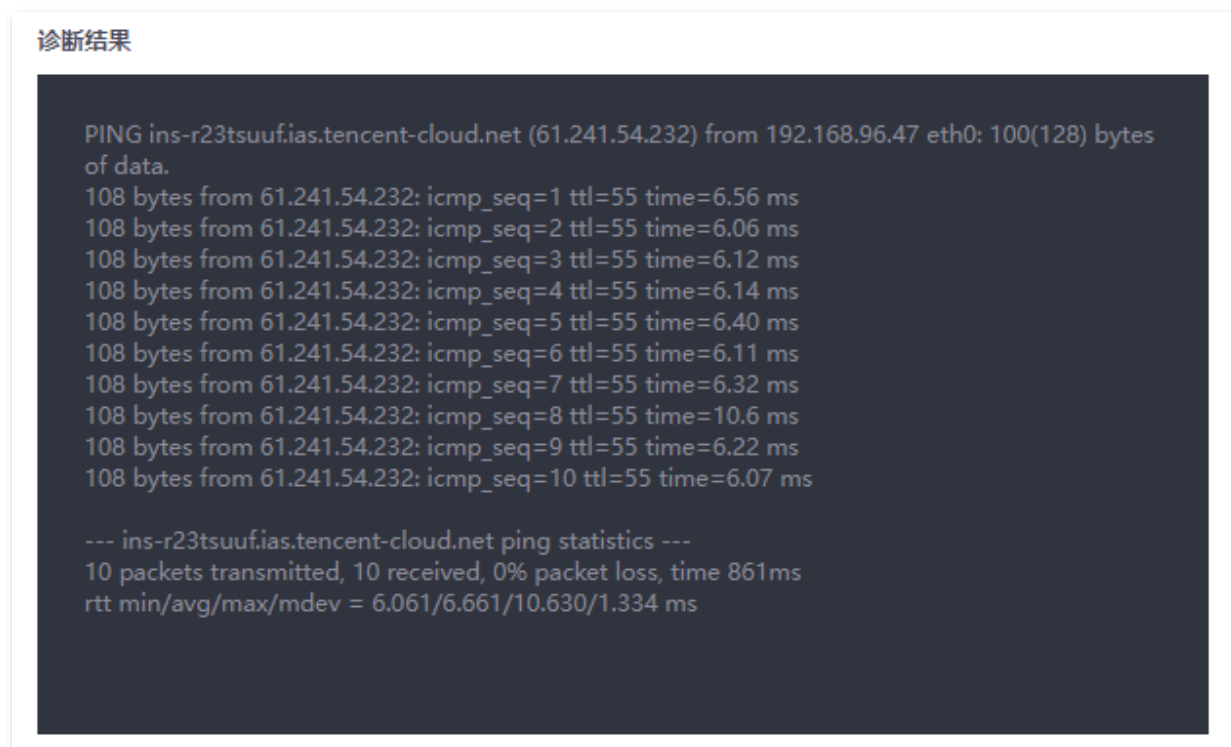 诊断结果
PING ins-r23tsuuf.ias.tencent-cloud.net (61.241.54.232) from 192.168.96.47 eth0: 100(128) bytes
of data.
108 bytes from 61.241.54.232: icmp_seq=1 ttl=55 time=6.56 ms
108 bytes from 61.241.54.232: icmp_seq=2 ttl=55 time=6.06 ms
108 bytes from 61.241.54.232: icmp_seq=3 ttl=55 time=6.12 ms
108 bytes from 61.241.54.232: icmp_seq=4 ttl=55 time=6.14 ms
108 bytes from 61.241.54.232: icmp_seq=5 ttl=55 time=6.40 ms
108 bytes from 61.241.54.232: icmp_seq=6 ttl=55 time=6.11 ms
108 bytes from 61.241.54.232: icmp_seq=7 ttl=55 time=6.32 ms
108 bytes from 61.241.54.232: icmp_seq=8 ttl=55 time=10.6 ms
108 bytes from 61.241.54.232: icmp_seq=9 ttl=55 time=6.22 ms
108 bytes from 61.241.54.232: icmp_seq=10 ttl=55 time=6.07 ms
--- ins-r23tsuuf.ias.tencent-cloud.net ping statistics ---
10 packets transmitted, 10 received, 0% packet loss, time 861ms
rtt min/avg/max/mdev = 6.061/6.661/10.630/1.334 ms